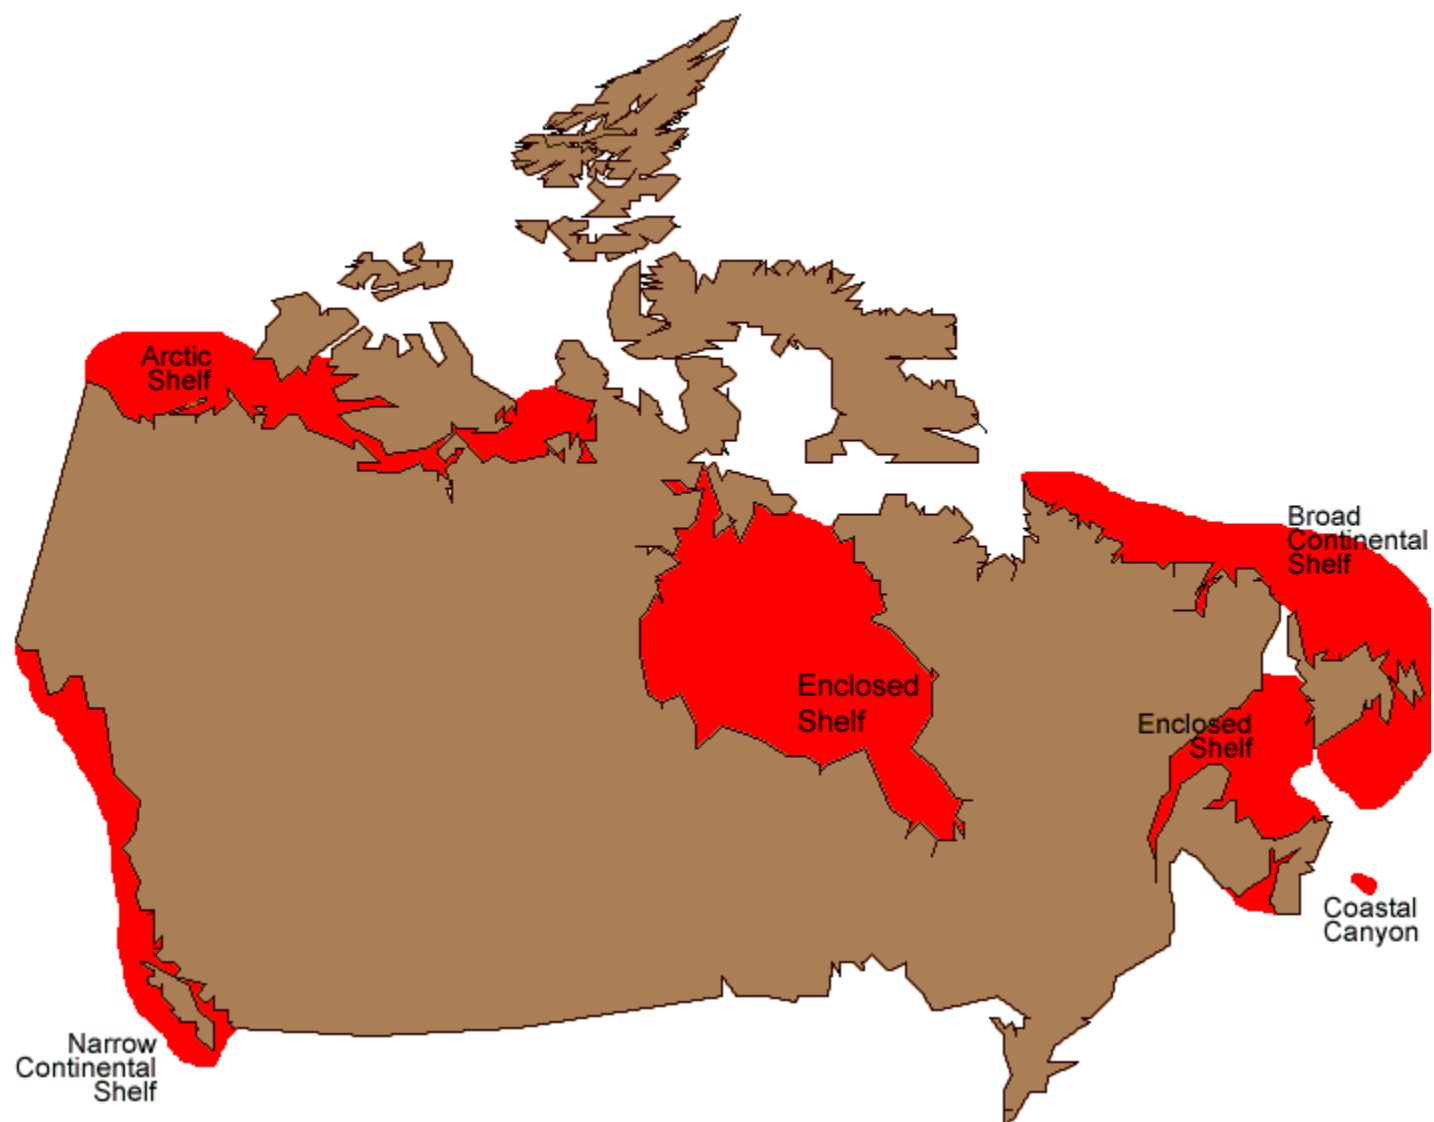 Arctic
Shelf
Broad
Continental
Shelf
Enclosed
Shelf
Enclosed
Shelf
Coastal
Canyon
Narrow
Continental
Shelf